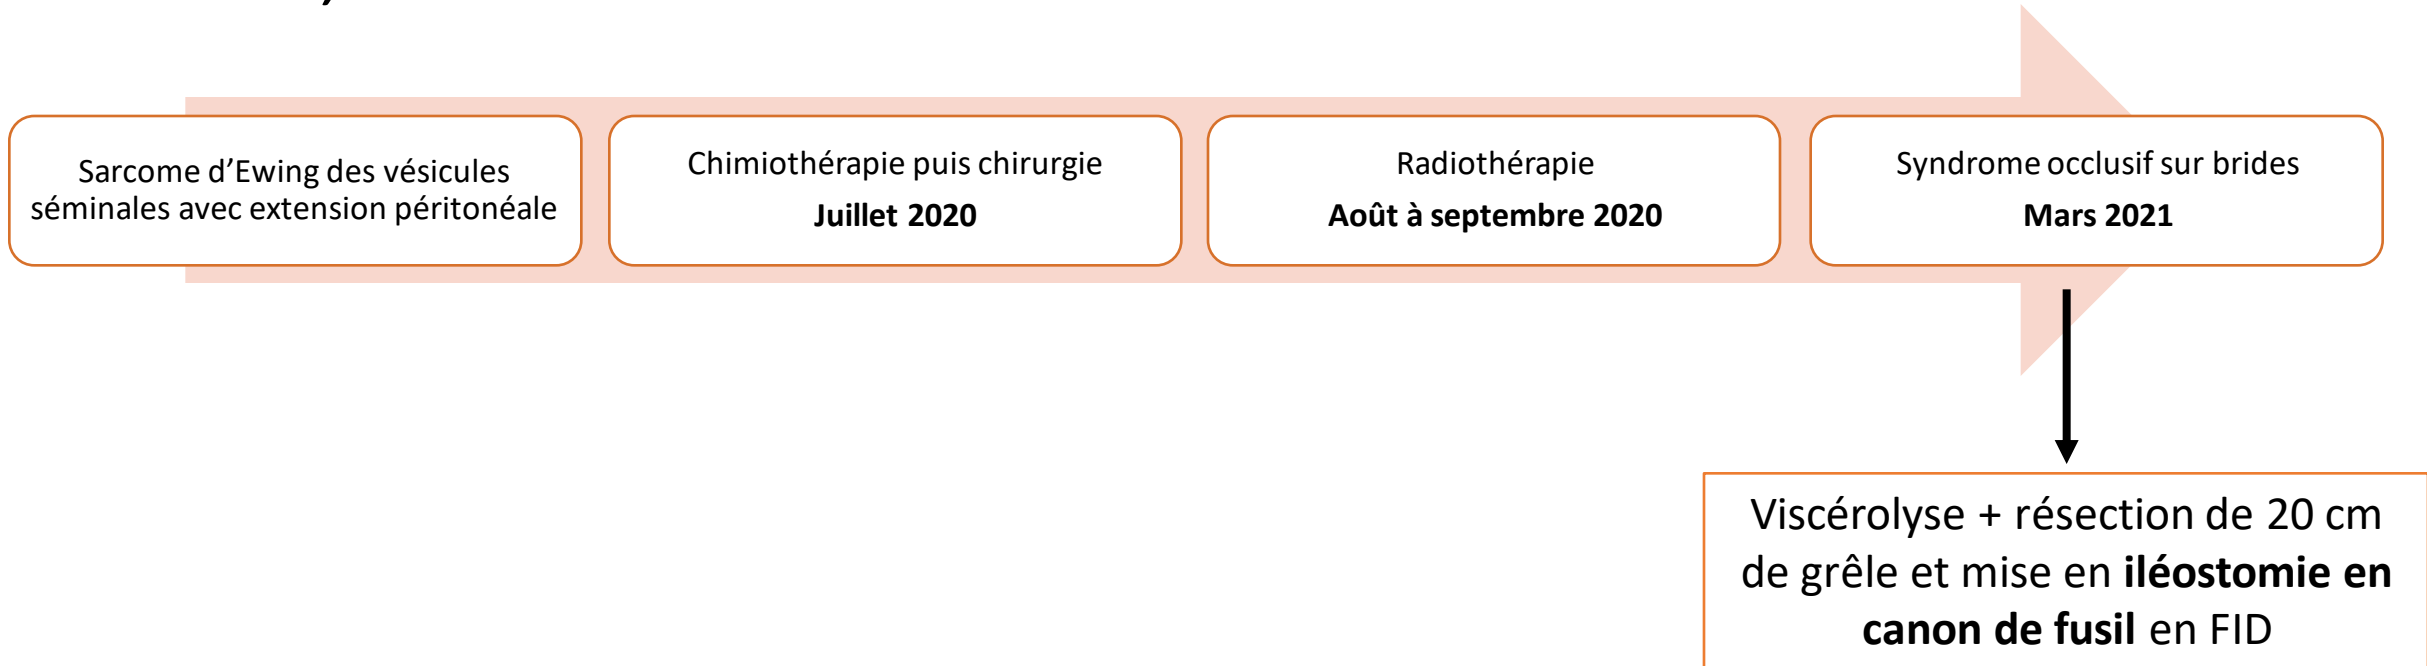 Sarcome d'Ewing des vésicules
séminales avec extension péritonéale
Chimiothérapie puis chirurgie
Juillet 2020
Radiothérapie
Août à septembre 2020
Syndrome occlusif sur brides
Mars 2021
Viscérolyse + résection de 20 cm
de grêle et mise en iléostomie en
canon de fusil en FID